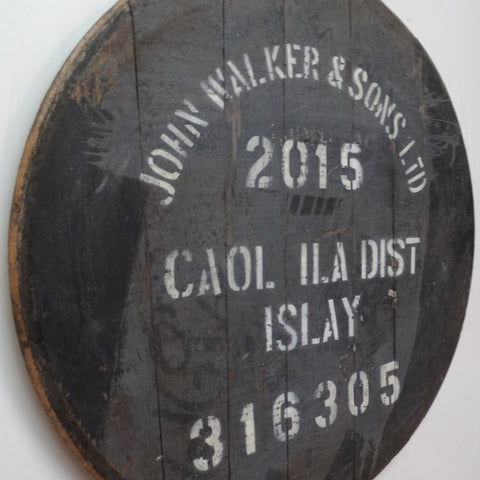 JOHN WALKER & SONS LTD
2015
CAOL ILA DIST
ISLAY
316305